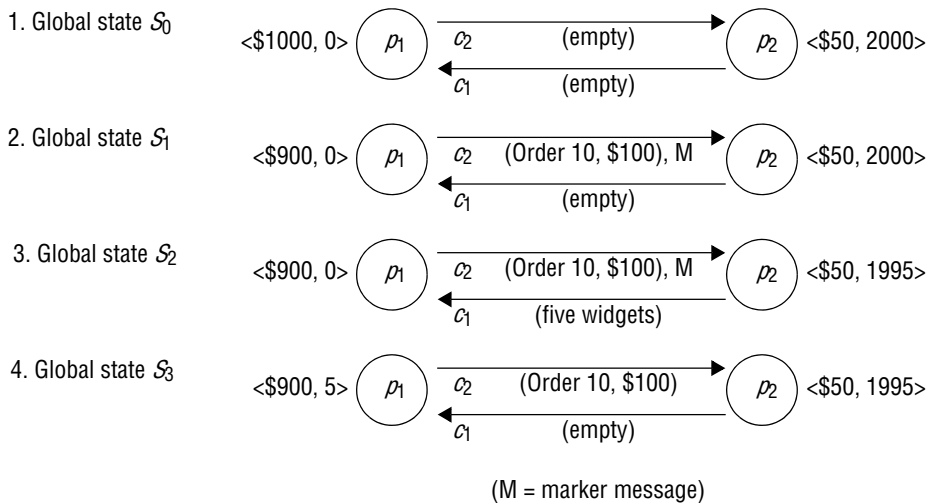 1. Global state S0
<$1000, 0> p1 c2 (empty) p2 <$50, 2000>
c1 (empty)
2. Global state S1
<$900, 0> p1 c2 (Order 10, $100), M p2 <$50, 2000>
c1 (empty)
3. Global state S2
<$900, 0> p1 c2 (Order 10, $100), M p2 <$50, 1995>
c1 (five widgets)
4. Global state S3
<$900, 5> p1 c2 (Order 10, $100) p2 <$50, 1995>
c1 (empty)
(M = marker message)